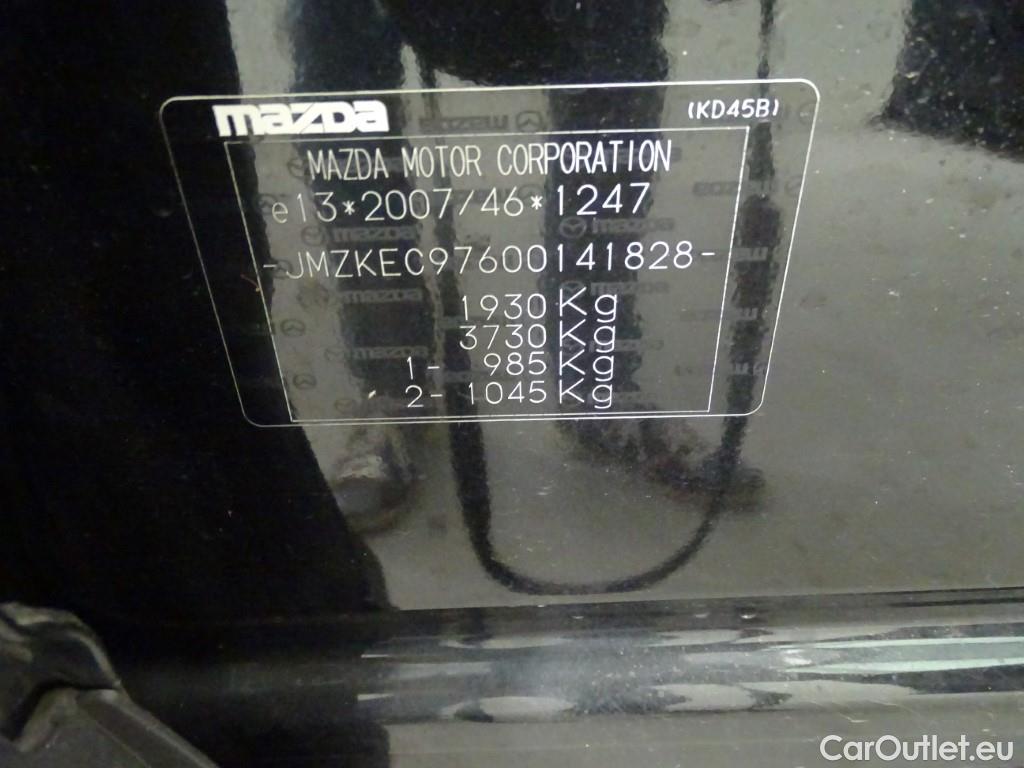 mazda (KD45B)
MAZDA MOTOR CORPORATION
e13*2007/46*1247
-JMZKEC97600141828-
1930 Kg
3730 Kg
1- 985 Kg
2- 1045 Kg
CarOutlet.eu